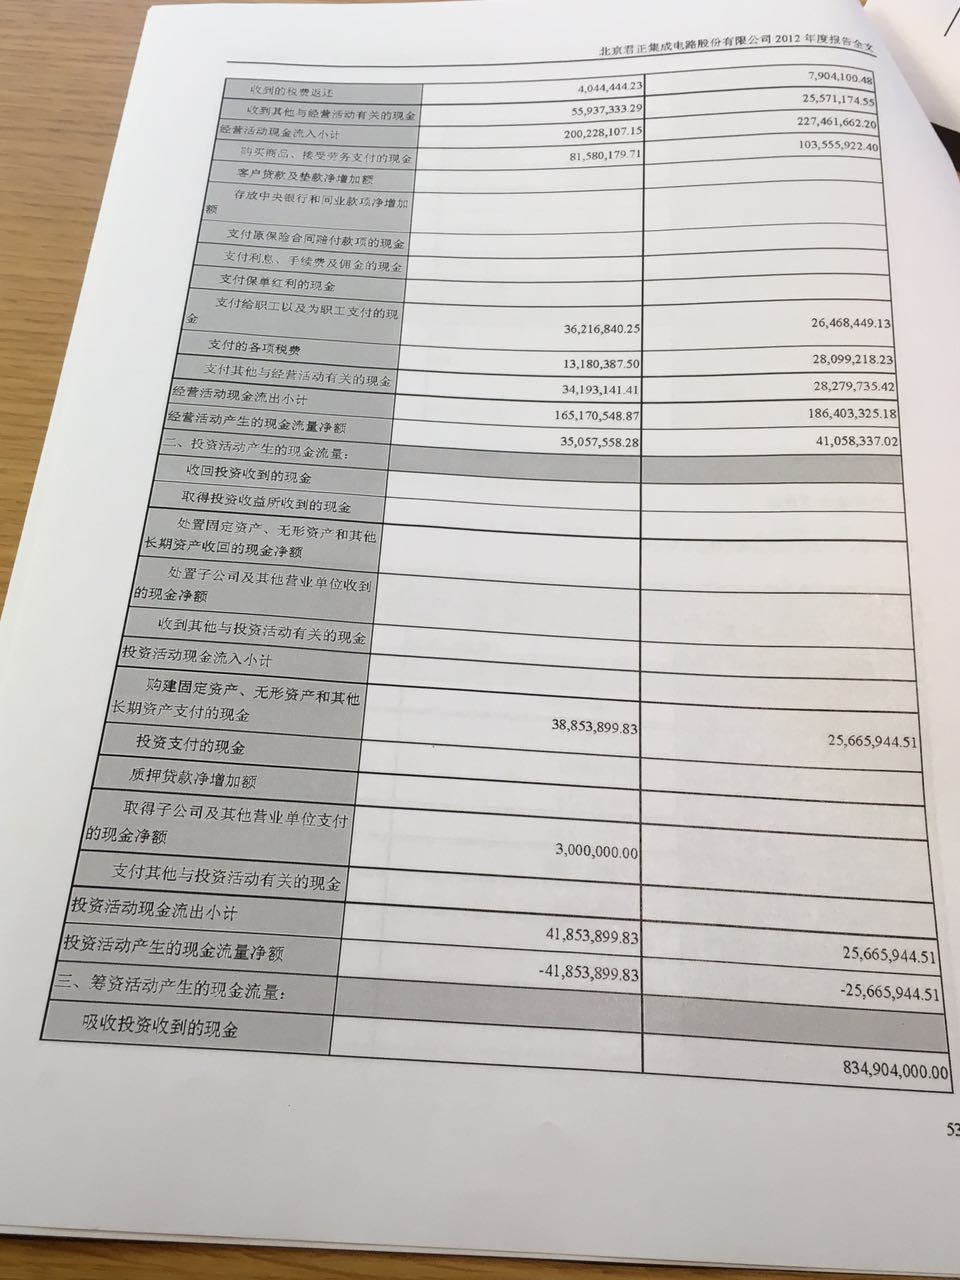 北京君正集成电路股份有限公司 2012 年度报告全文
收到的税费返还 4,044,444.23 7,904,100.48
收到其他与经营活动有关的现金 55,937,333.29 25,571,174.55
经营活动现金流入小计 200,228,107.15 227,461,662.20
购买商品、接受劳务支付的现金 81,580,179.71 103,555,922.40
客户贷款及垫款净增加额
存放中央银行和同业款项净增加
额
支付原保险合同赔付款项的现金
支付利息、手续费及佣金的现金
支付保单红利的现金
支付给职工以及为职工支付的现
金 36,216,840.25 26,468,449.13
支付的各项税费 13,180,387.50 28,099,218.23
支付其他与经营活动有关的现金 34,193,141.41 28,279,735.42
经营活动现金流出小计 165,170,548.87 186,403,325.18
经营活动产生的现金流量净额 35,057,558.28 41,058,337.02
二、投资活动产生的现金流量：
收回投资收到的现金
取得投资收益所收到的现金
处置固定资产、无形资产和其他
长期资产收回的现金净额
处置子公司及其他营业单位收到
的现金净额
收到其他与投资活动有关的现金
投资活动现金流入小计
购建固定资产、无形资产和其他
长期资产支付的现金 38,853,899.83 25,665,944.51
投资支付的现金
质押贷款净增加额
取得子公司及其他营业单位支付
的现金净额 3,000,000.00
支付其他与投资活动有关的现金
投资活动现金流出小计 41,853,899.83 25,665,944.51
投资活动产生的现金流量净额 -41,853,899.83 -25,665,944.51
三、筹资活动产生的现金流量：
吸收投资收到的现金 834,904,000.00
53